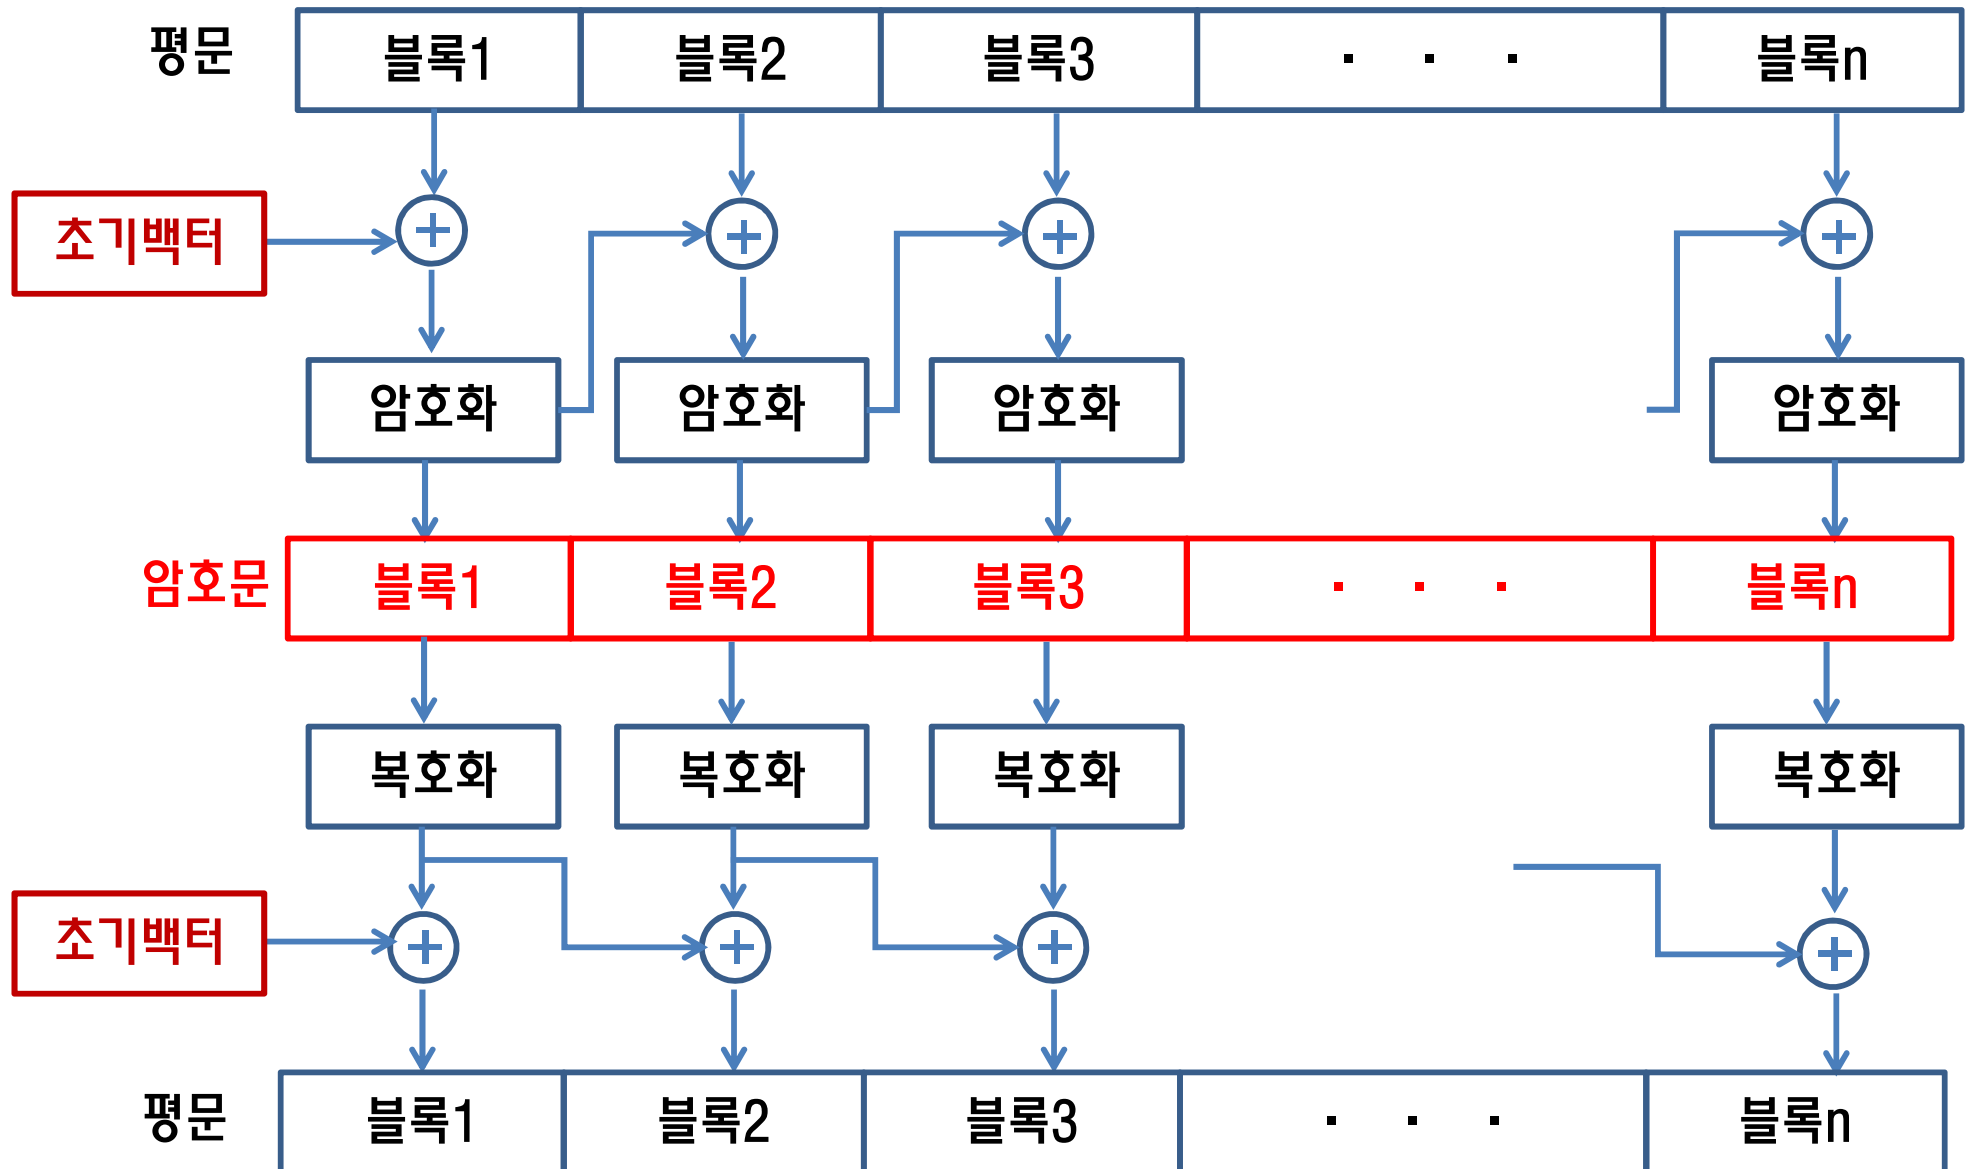 평문 블록1 블록2 블록3 · · · 블록n
초기백터
암호화 암호화 암호화 암호화
암호문 블록1 블록2 블록3 · · · 블록n
복호화 복호화 복호화 복호화
초기백터
평문 블록1 블록2 블록3 · · · 블록n